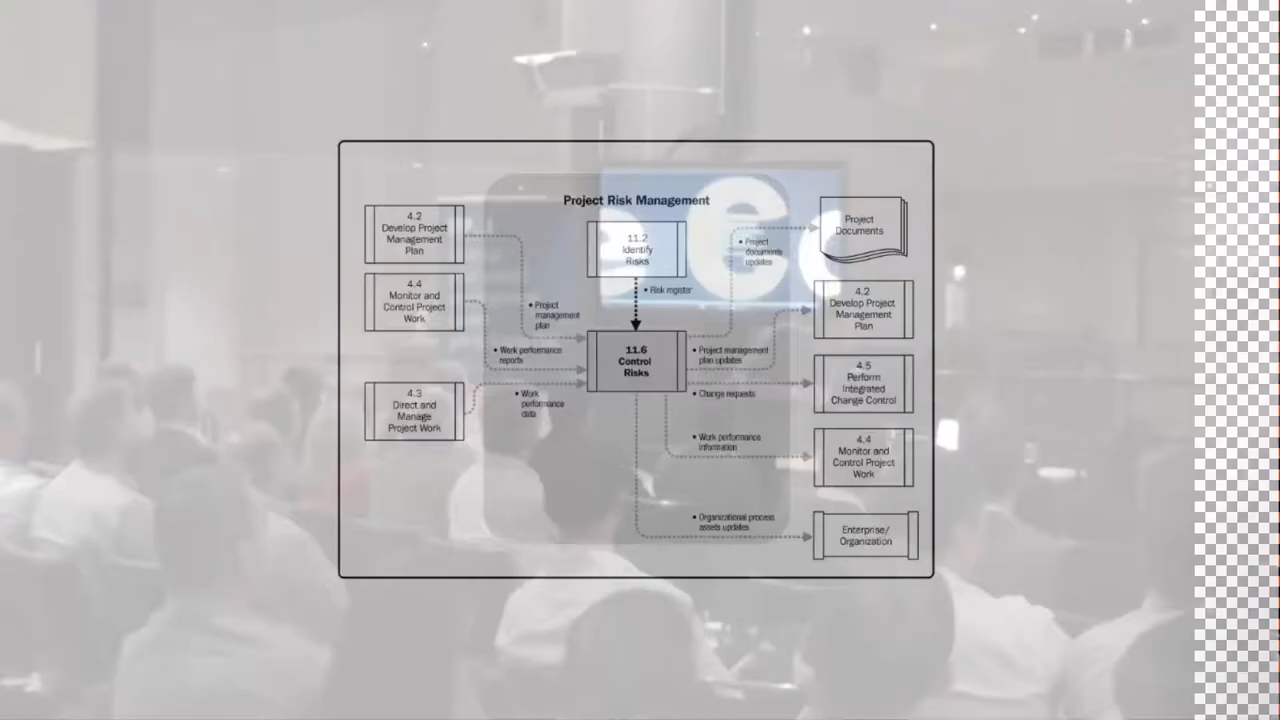 Project Risk Management
4.2
Develop Project
Management
Plan
4.4
Monitor and
Control Project
Work
4.3
Direct and
Manage
Project Work
11.2
Identify
Risks
• Risk register
• Project
management
plan
• Work performance
reports
• Work
performance
data
11.6
Control
Risks
• Project
documents
updates
• Project management
plan updates
• Change requests
• Work performance
information
• Organizational process
assets updates
Project
Documents
4.2
Develop Project
Management
Plan
4.5
Perform
Integrated
Change Control
4.4
Monitor and
Control Project
Work
Enterprise/
Organization